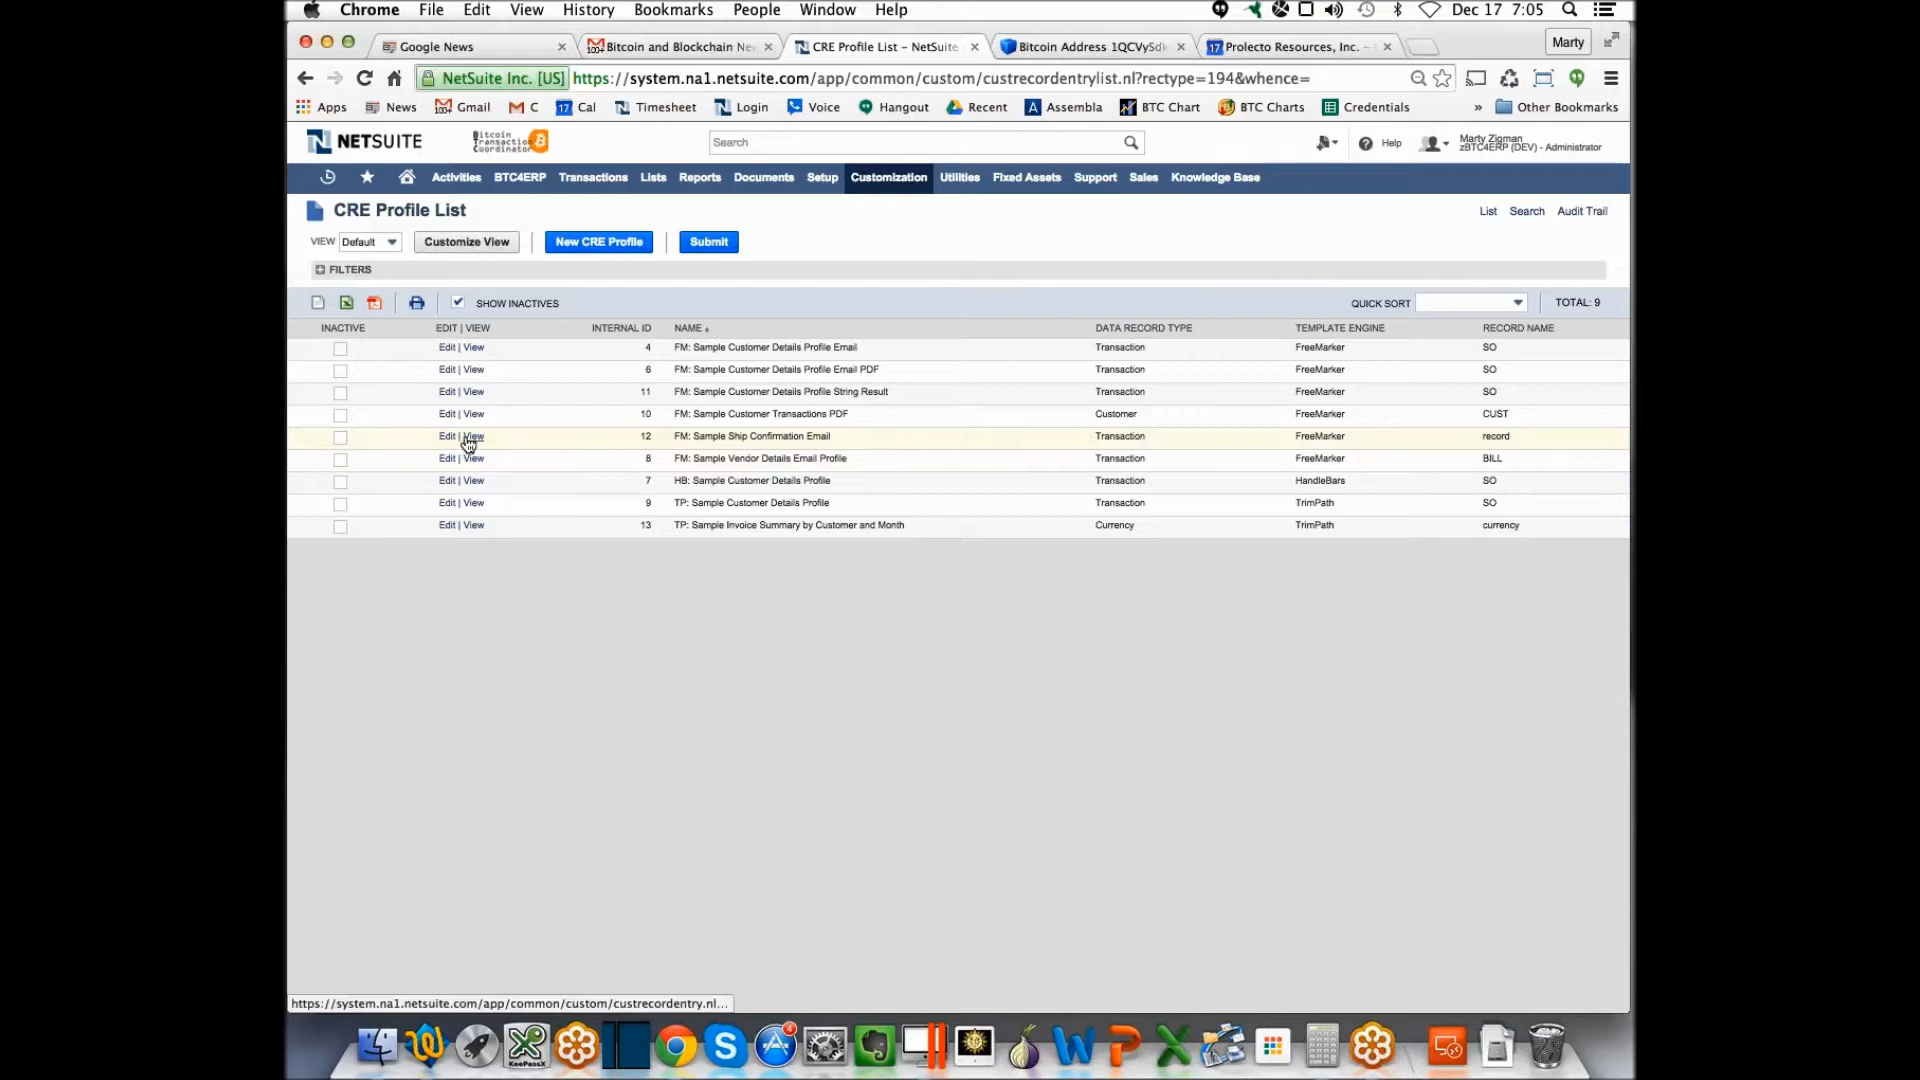 Chrome File Edit View History Bookmarks People Window Help Dec 17 7:05
Google News Bitcoin and Blockchain Ne CRE Profile List – NetSuite Bitcoin Address 1QCVySdk Prolecto Resources, Inc. – Marty
NetSuite Inc. [US] https://system.na1.netsuite.com/app/common/custom/custrecordentrylist.nl?rectype=194&whence=
Apps News Gmail C Cal Timesheet Login Voice Hangout Recent Assembla BTC Chart BTC Charts Credentials » Other Bookmarks
NETSUITE Bitcoin Transaction Coordinator Search Help Marty Zigman
zBTC4ERP (DEV) - Administrator
Activities BTC4ERP Transactions Lists Reports Documents Setup Customization Utilities Fixed Assets Support Sales Knowledge Base
CRE Profile List List Search Audit Trail
VIEW Default Customize View New CRE Profile Submit
FILTERS
SHOW INACTIVES QUICK SORT TOTAL: 9
INACTIVE EDIT | VIEW INTERNAL ID NAME DATA RECORD TYPE TEMPLATE ENGINE RECORD NAME
Edit | View 4 FM: Sample Customer Details Profile Email Transaction FreeMarker SO
Edit | View 6 FM: Sample Customer Details Profile Email PDF Transaction FreeMarker SO
Edit | View 11 FM: Sample Customer Details Profile String Result Transaction FreeMarker SO
Edit | View 10 FM: Sample Customer Transactions PDF Customer FreeMarker CUST
Edit | View 12 FM: Sample Ship Confirmation Email Transaction FreeMarker record
Edit | View 8 FM: Sample Vendor Details Email Profile Transaction FreeMarker BILL
Edit | View 7 HB: Sample Customer Details Profile Transaction HandleBars SO
Edit | View 9 TP: Sample Customer Details Profile Transaction TrimPath SO
Edit | View 13 TP: Sample Invoice Summary by Customer and Month Currency TrimPath currency
https://system.na1.netsuite.com/app/common/custom/custrecordentry.nl...
KeePassX 4